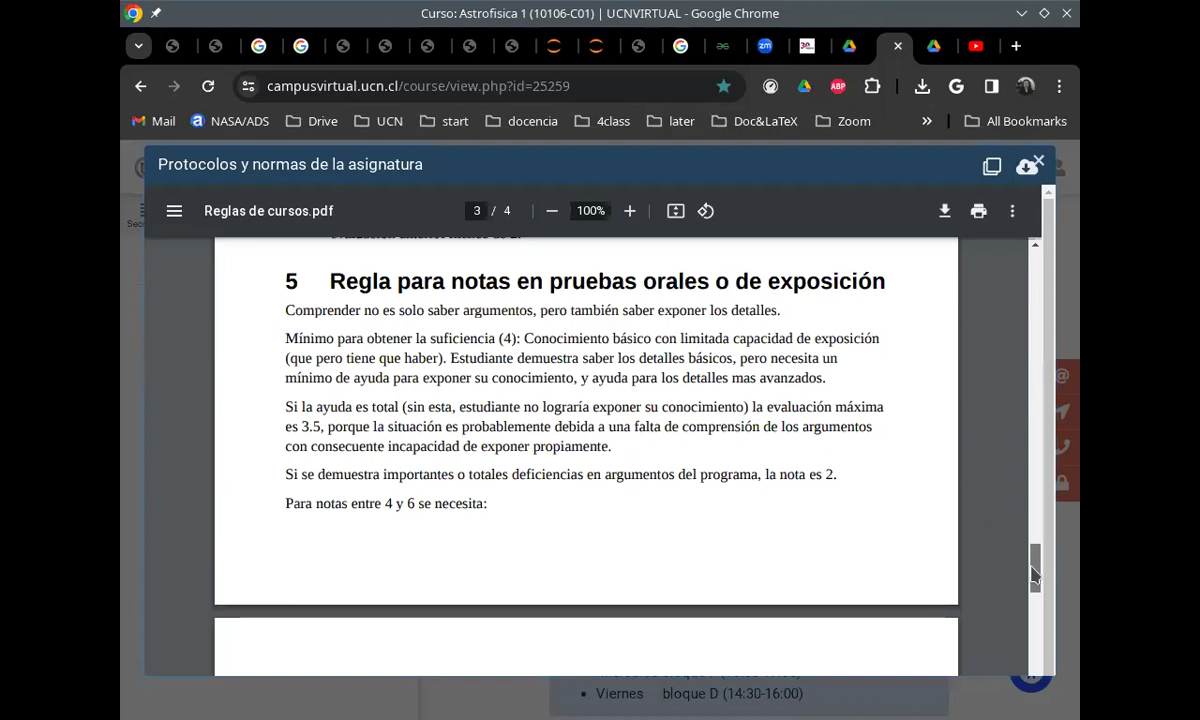 Curso: Astrofisica 1 (10106-C01) | UCNVIRTUAL - Google Chrome
campusvirtual.ucn.cl/course/view.php?id=25259
Mail NASA/ADS Drive UCN start docencia 4class later Doc&LaTeX Zoom » All Bookmarks
Protocolos y normas de la asignatura
Reglas de cursos.pdf 3 / 4 100%
5 Regla para notas en pruebas orales o de exposición
Comprender no es solo saber argumentos, pero también saber exponer los detalles.
Mínimo para obtener la suficiencia (4): Conocimiento básico con limitada capacidad de exposición
(que pero tiene que haber). Estudiante demuestra saber los detalles básicos, pero necesita un
mínimo de ayuda para exponer su conocimiento, y ayuda para los detalles mas avanzados.
Si la ayuda es total (sin esta, estudiante no lograría exponer su conocimiento) la evaluación máxima
es 3.5, porque la situación es probablemente debida a una falta de comprensión de los argumentos
con consecuente incapacidad de exponer propiamente.
Si se demuestra importantes o totales deficiencias en argumentos del programa, la nota es 2.
Para notas entre 4 y 6 se necesita:
Viernes bloque D (14:30-16:00)